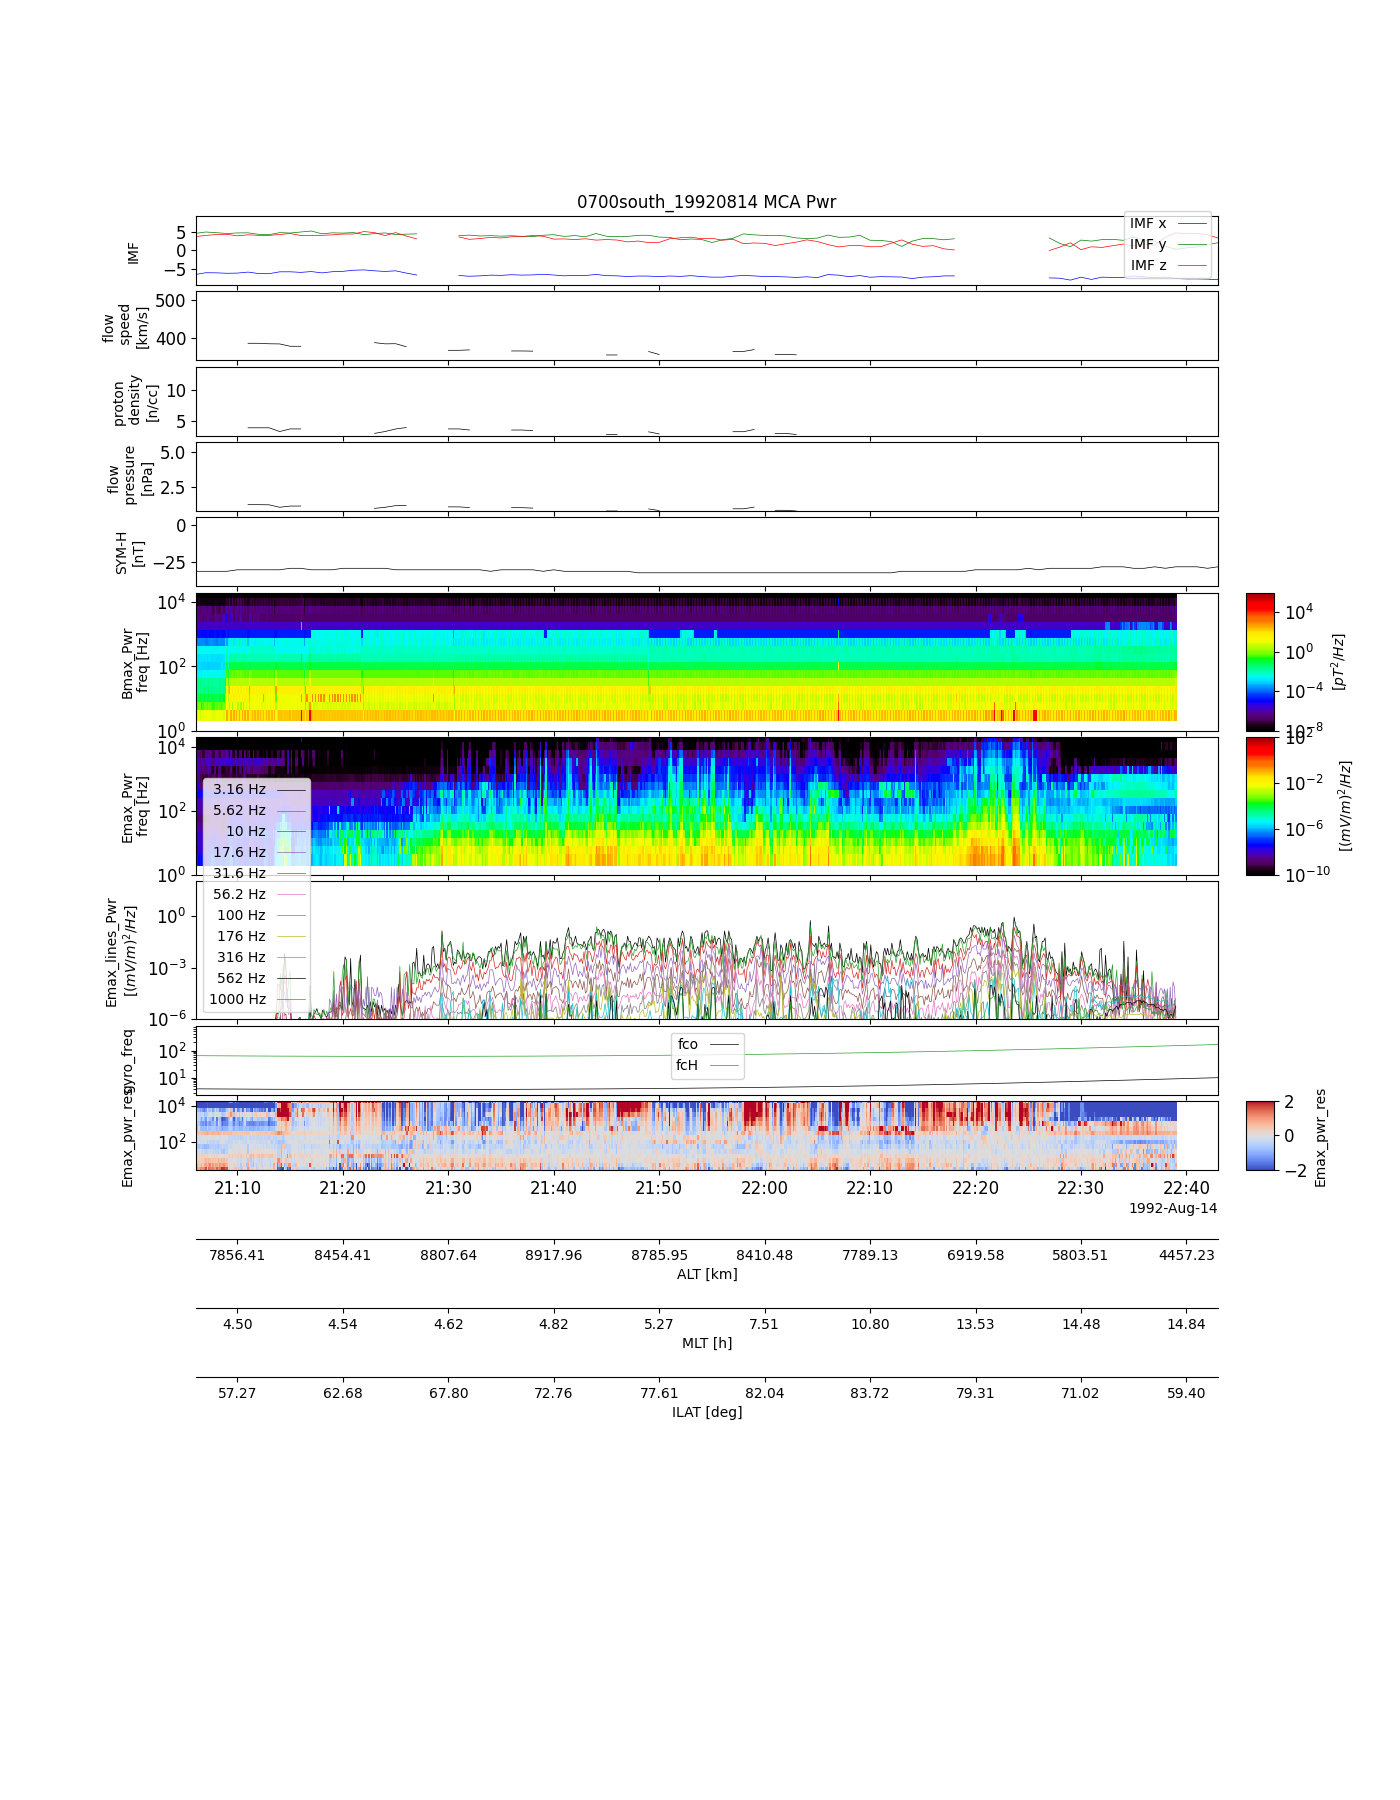 0700south_19920814 MCA Pwr
IMF
5
0
−5
IMF x
IMF y
IMF z
flow
speed
[km/s]
500
400
proton
density
[n/cc]
10
5
flow
pressure
[nPa]
5.0
2.5
SYM-H
[nT]
0
−25
Bmax_Pwr
freq [Hz]
10^4
10^2
10^0
10^4
10^0
10^−4
10^−8
[pT^2/Hz]
Emax_Pwr
freq [Hz]
10^4
10^2
10^0
10^2
10^−2
10^−6
10^−10
[(mV/m)^2/Hz]
3.16 Hz
5.62 Hz
10 Hz
17.6 Hz
31.6 Hz
56.2 Hz
100 Hz
176 Hz
316 Hz
562 Hz
1000 Hz
Emax_lines_Pwr
[(mV/m)^2/Hz]
10^0
10^−3
10^−6
gyro_freq
10^2
10^1
fco
fcH
Emax_pwr_res
10^4
10^2
2
0
−2
Emax_pwr_res
21:10 21:20 21:30 21:40 21:50 22:00 22:10 22:20 22:30 22:40
1992-Aug-14
7856.41 8454.41 8807.64 8917.96 8785.95 8410.48 7789.13 6919.58 5803.51 4457.23
ALT [km]
4.50 4.54 4.62 4.82 5.27 7.51 10.80 13.53 14.48 14.84
MLT [h]
57.27 62.68 67.80 72.76 77.61 82.04 83.72 79.31 71.02 59.40
ILAT [deg]